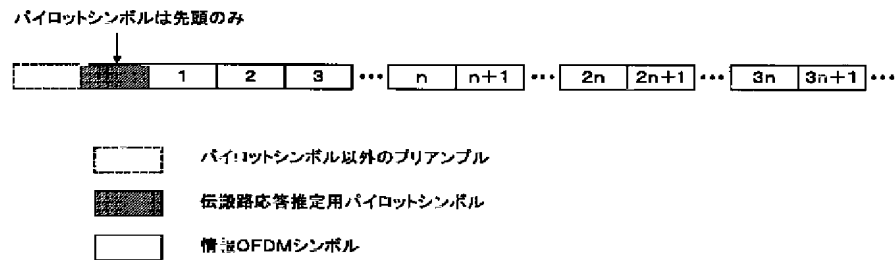 パイロットシンボルは先頭のみ
1 2 3 ••• n n+1 ••• 2n 2n+1 ••• 3n 3n+1 •••
パイロットシンボル以外のプリアンブル
伝搬路応答推定用パイロットシンボル
情報OFDMシンボル